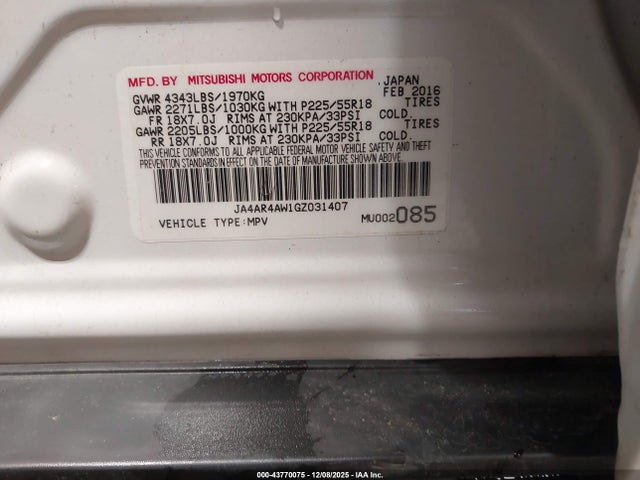 MFD. BY MITSUBISHI MOTORS CORPORATION JAPAN
GVWR 4343LBS/1970KG FEB 2016
GAWR 2271LBS/1030KG WITH P225/55R18 TIRES
FR 18X7.0J RIMS AT 230KPA/33PSI COLD.
GAWR 2205LBS/1000KG WITH P225/55R18 TIRES
RR 18X7.0J RIMS AT 230KPA/33PSI COLD.
THIS VEHICLE CONFORMS TO ALL APPLICABLE FEDERAL MOTOR VEHICLE SAFETY AND THEFT
PREVENTION STANDARDS IN EFFECT ON THE DATE OF MANUFACTURE SHOWN ABOVE.
JA4AR4AW1GZ031407
VEHICLE TYPE:MPV MU002085
000-43770075 - 12/08/2025 - IAA Inc.